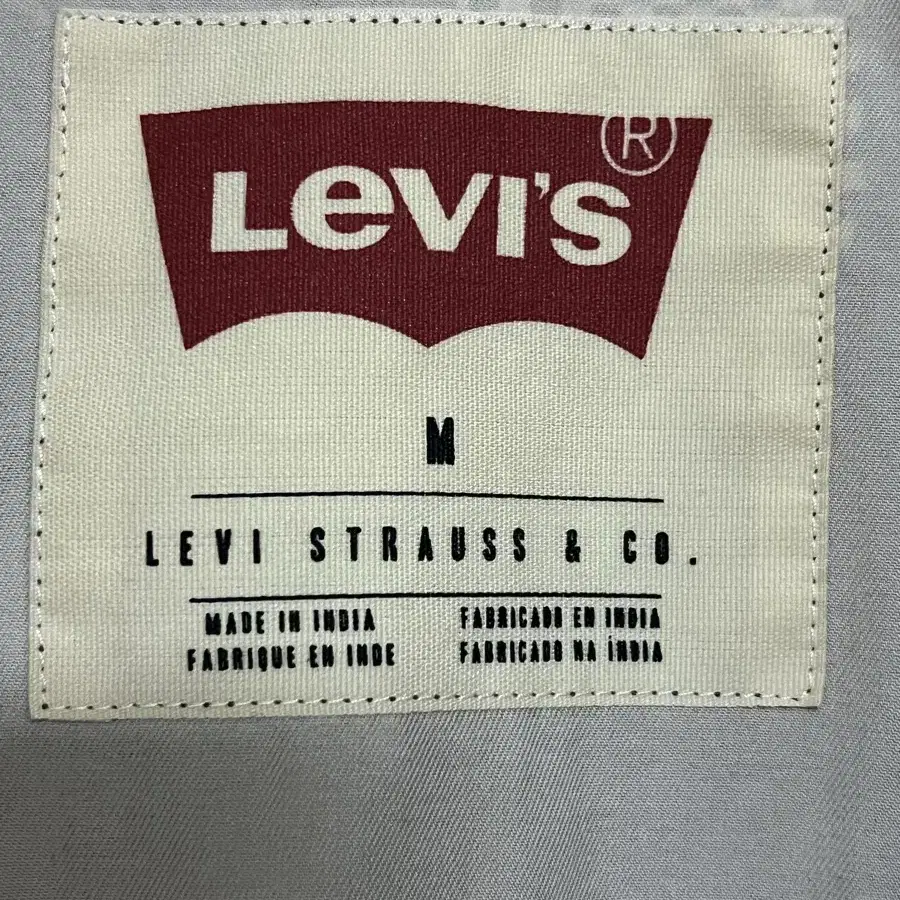 LEVI'S ®
M
LEVI STRAUSS & CO.
MADE IN INDIA
FABRIQUE EN INDE
FABRICADO EN INDIA
FABRICADO NA ÍNDIA